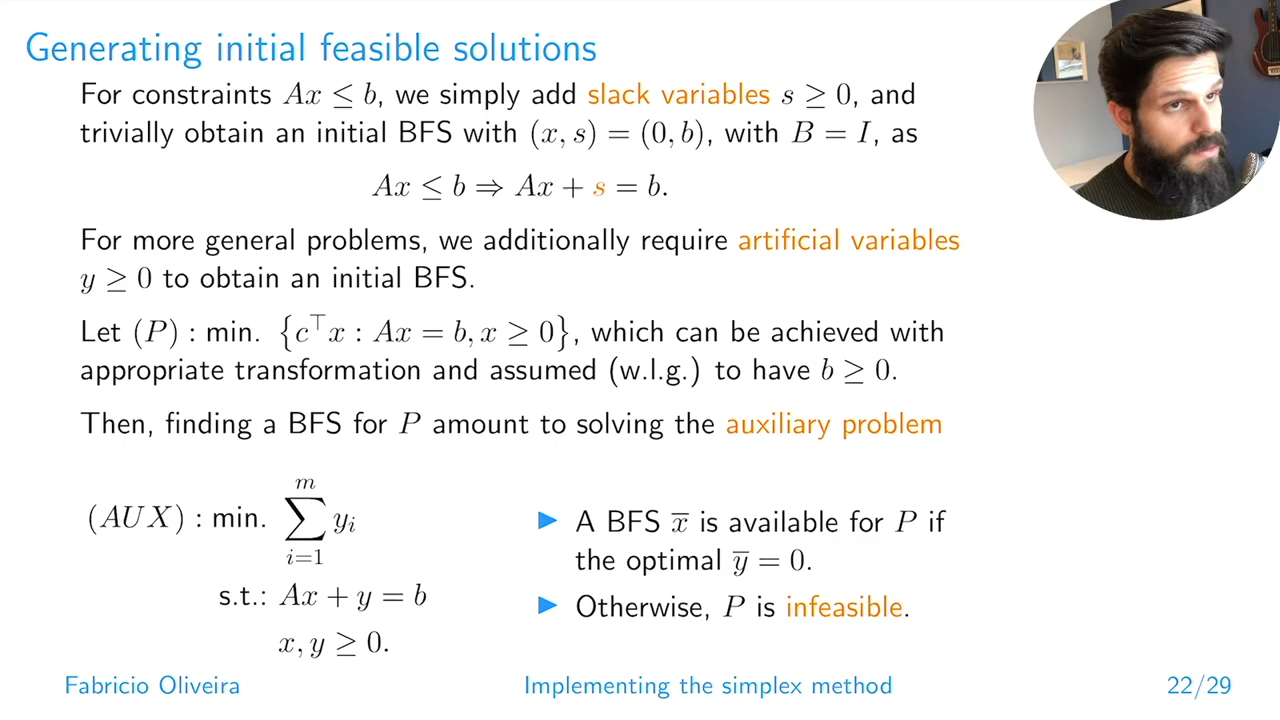 Generating initial feasible solutions
For constraints Ax ≤ b, we simply add slack variables s ≥ 0, and
trivially obtain an initial BFS with (x, s) = (0, b), with B = I, as
Ax ≤ b ⇒ Ax + s = b.
For more general problems, we additionally require artificial variables
y ≥ 0 to obtain an initial BFS.
Let (P) : min. {c⊤x : Ax = b, x ≥ 0}, which can be achieved with
appropriate transformation and assumed (w.l.g.) to have b ≥ 0.
Then, finding a BFS for P amount to solving the auxiliary problem
(AUX) : min. ∑_{i=1}^{m} y_i
s.t.: Ax + y = b
x, y ≥ 0.
▶ A BFS x̅ is available for P if
the optimal y̅ = 0.
▶ Otherwise, P is infeasible.
Fabricio Oliveira
Implementing the simplex method
22/29